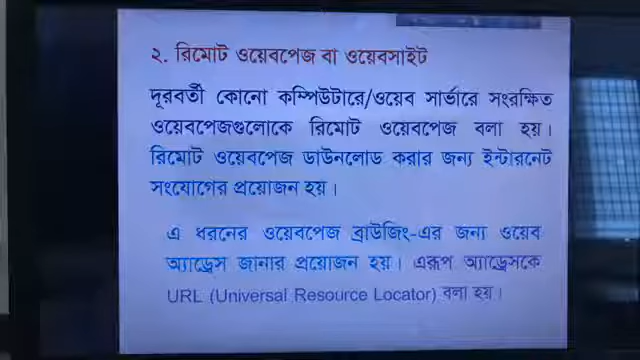 ২. রিমোট ওয়েবপেজ বা ওয়েবসাইট
দূরবর্তী কোনো কম্পিউটারে/ওয়েব সার্ভারে সংরক্ষিত
ওয়েবপেজগুলোকে রিমোট ওয়েবপেজ বলা হয়।
রিমোট ওয়েবপেজ ডাউনলোড করার জন্য ইন্টারনেট
সংযোগের প্রয়োজন হয়।
এ ধরনের ওয়েবপেজ ব্রাউজিং-এর জন্য ওয়েব
অ্যাড্রেস জানার প্রয়োজন হয়। এরূপ অ্যাড্রেসকে
URL (Universal Resource Locator) বলা হয়।